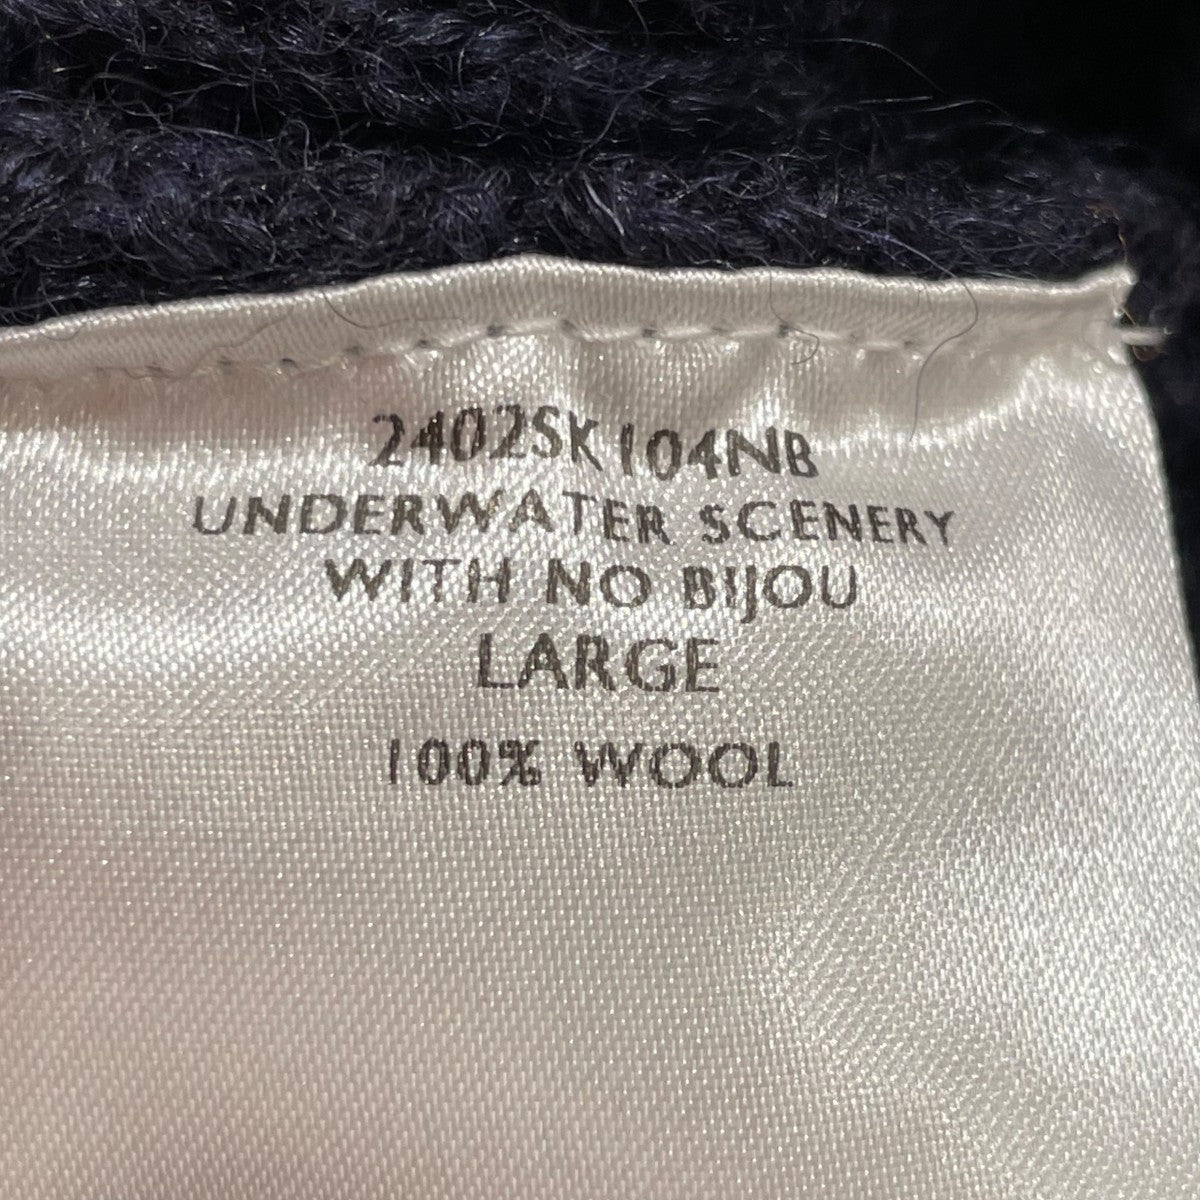 2402SK104NB
UNDERWATER SCENERY
WITH NO BIJOU
LARGE
100% WOOL